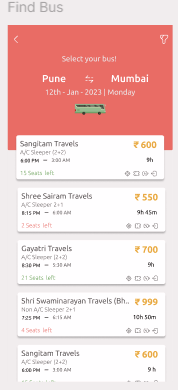 Find Bus
Select your bus!
Pune Mumbai
12th - Jan - 2023 | Monday
Sangitam Travels ₹ 600
A/C Sleeper (2+2)
6:00 PM – 3:00 AM 9h
15 Seats left
Shree Sairam Travels ₹ 550
A/C Sleeper 2+1
8:15 PM – 6:00 AM 9h 45m
2 Seats left
Gayatri Travels ₹ 700
A/C Sleeper (2+2)
8:30 PM – 5:30 AM 9h
21 Seats left
Shri Swaminarayan Travels (Bh.. ₹ 999
Non A/C Sleeper 2+1
7:25 PM – 6:15 AM 10h 50m
4 Seats left
Sangitam Travels ₹ 600
A/C Sleeper (2+2)
6:00 PM – 3:00 AM 9 h